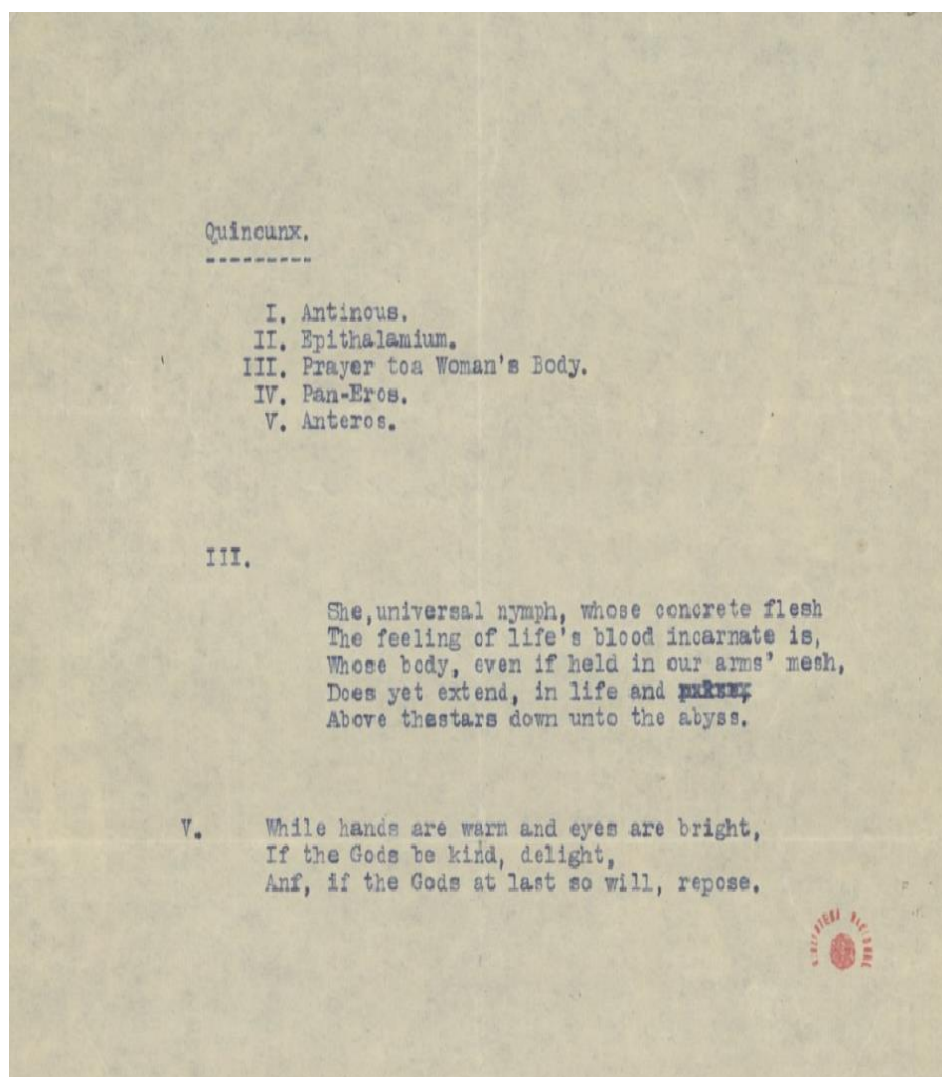 Quincunx.
---------
I. Antinous.
II. Epithalamium.
III. Prayer toa Woman's Body.
IV. Pan-Eros.
V. Anteros.
III.
She,universal nymph, whose concrete flesh
The feeling of life's blood incarnate is,
Whose body, even if held in our arms' mesh,
Does yet extend, in life and
Above thestars down unto the abyss.
V. While hands are warm and eyes are bright,
If the Gods be kind, delight,
Anf, if the Gods at last so will, repose.